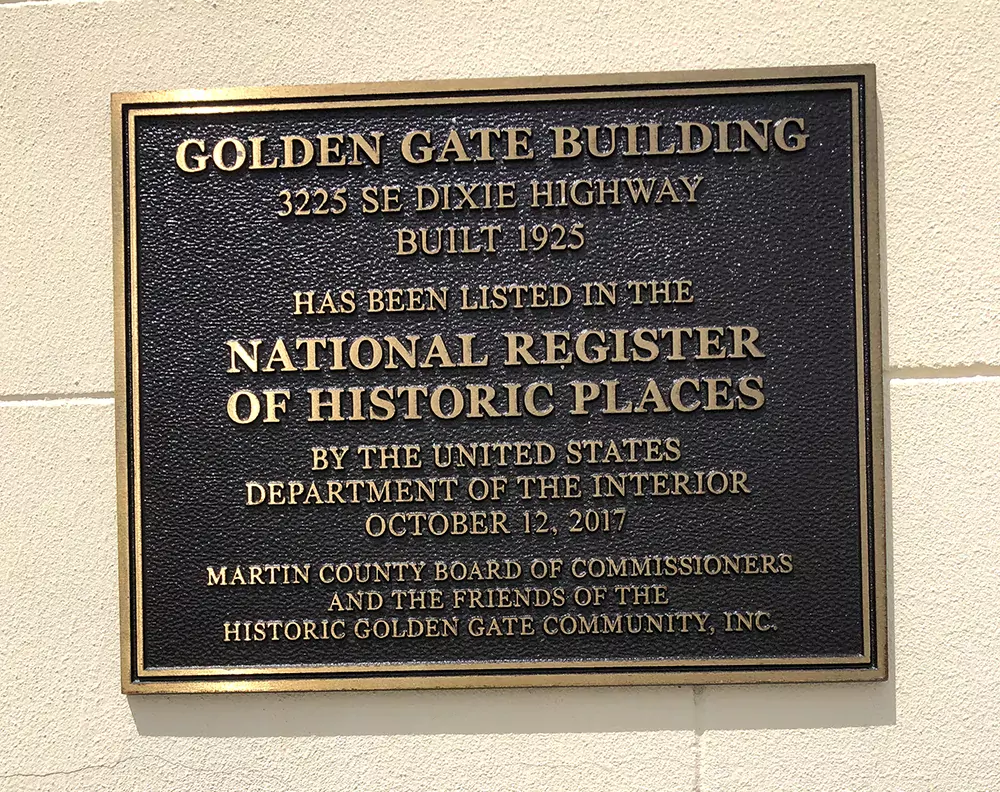 GOLDEN GATE BUILDING
3225 SE DIXIE HIGHWAY
BUILT 1925
HAS BEEN LISTED IN THE
NATIONAL REGISTER
OF HISTORIC PLACES
BY THE UNITED STATES
DEPARTMENT OF THE INTERIOR
OCTOBER 12, 2017
MARTIN COUNTY BOARD OF COMMISSIONERS
AND THE FRIENDS OF THE
HISTORIC GOLDEN GATE COMMUNITY, INC.